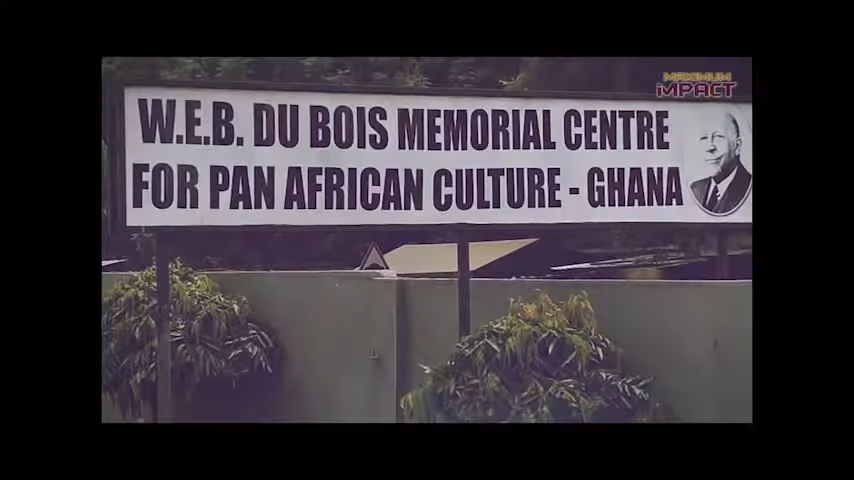 MAXIMUM
iMPACT
W.E.B. DU BOIS MEMORIAL CENTRE
FOR PAN AFRICAN CULTURE - GHANA